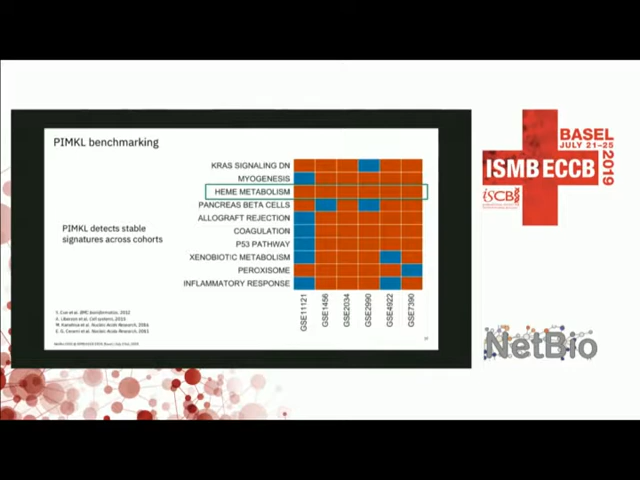 PIMKL benchmarking
KRAS SIGNALING DN
MYOGENESIS
HEME METABOLISM
PANCREAS BETA CELLS
ALLOGRAFT REJECTION
COAGULATION
P53 PATHWAY
XENOBIOTIC METABOLISM
PEROXISOME
INFLAMMATORY RESPONSE
PIMKL detects stable
signatures across cohorts
GSE11121
GSE1456
GSE2034
GSE2990
GSE4922
GSE7390
BASEL
JULY 21-25
2019
ISMB ECCB
iSCB
NetBio